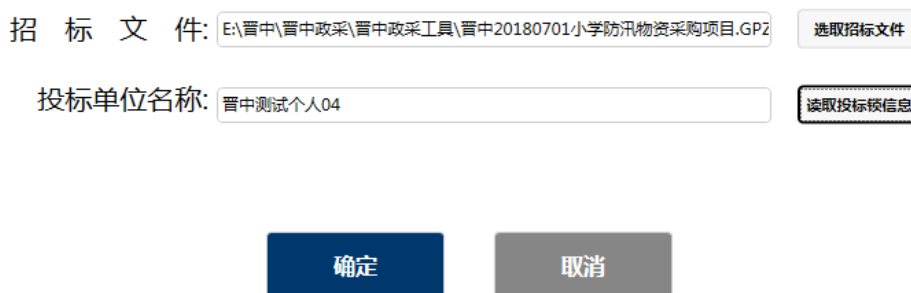 招 标 文 件: E:\晋中\晋中政采\晋中政采工具\晋中20180701小学防汛物资采购项目.GPZ 选取招标文件
投标单位名称: 晋中测试个人04 读取投标锁信息
确定 取消